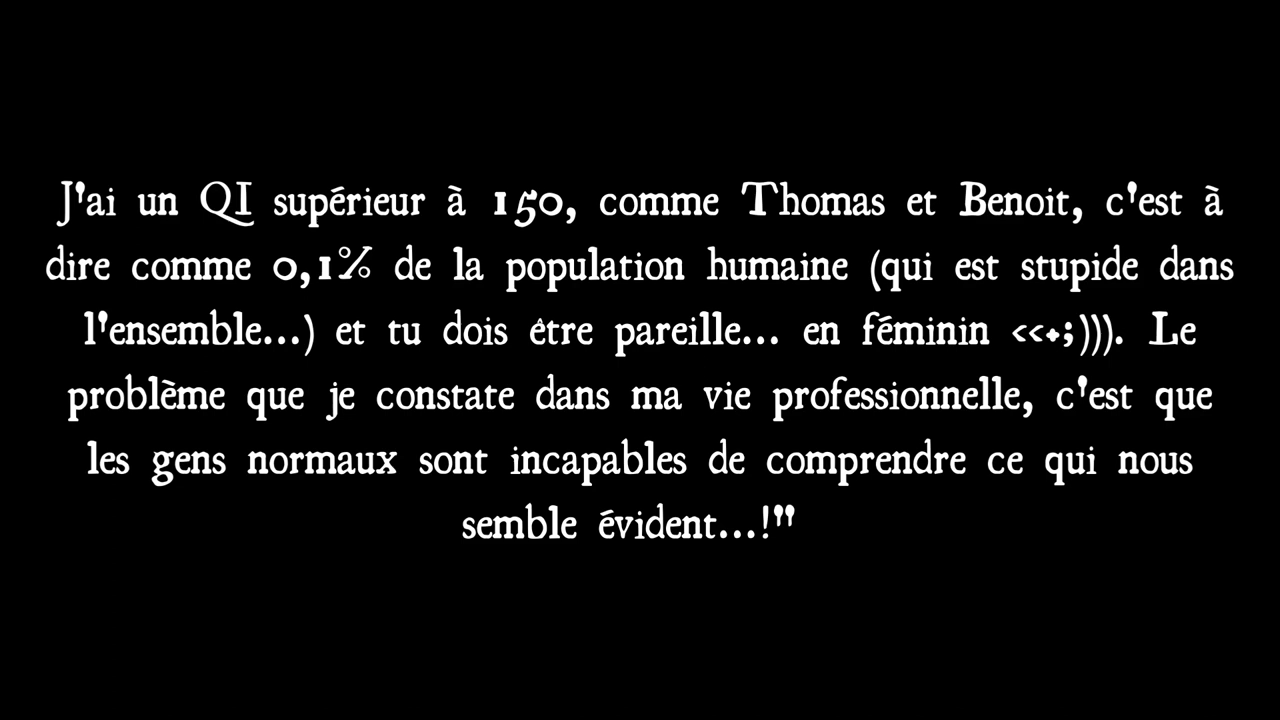 J'ai un QI supérieur à 150, comme Thomas et Benoit, c'est à
dire comme 0,1% de la population humaine (qui est stupide dans
l'ensemble...) et tu dois être pareille... en féminin <<+;))). Le
problème que je constate dans ma vie professionnelle, c'est que
les gens normaux sont incapables de comprendre ce qui nous
semble évident...!"